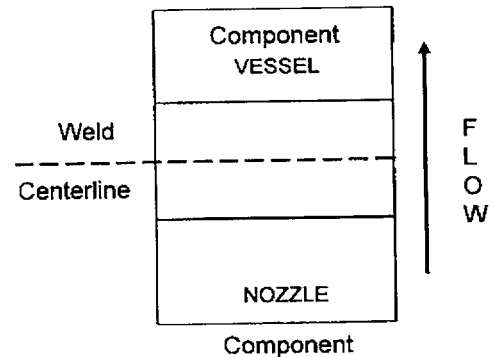 Component
VESSEL
Weld
Centerline
F
L
O
W
NOZZLE
Component